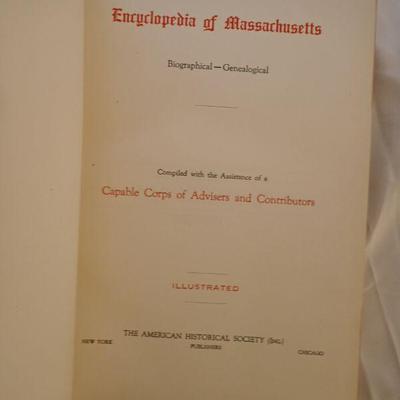 Encyclopedia of Massachusetts
Biographical—Genealogical
Compiled with the Assistance of a
Capable Corps of Advisers and Contributors
ILLUSTRATED
THE AMERICAN HISTORICAL SOCIETY (Inc.)
NEW YORK PUBLISHERS CHICAGO